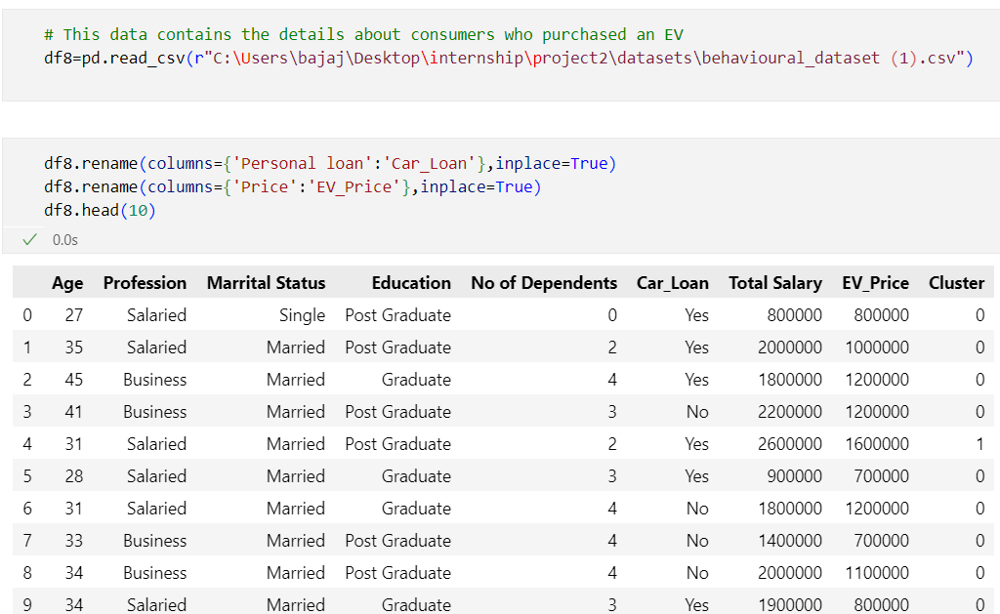 # This data contains the details about consumers who purchased an EV
df8=pd.read_csv(r"C:\Users\bajaj\Desktop\internship\project2\datasets\behavioural_dataset (1).csv")
df8.rename(columns={'Personal loan':'Car_Loan'},inplace=True)
df8.rename(columns={'Price':'EV_Price'},inplace=True)
df8.head(10)
0.0s
Age Profession Marrital Status Education No of Dependents Car_Loan Total Salary EV_Price Cluster
0 27 Salaried Single Post Graduate 0 Yes 800000 800000 0
1 35 Salaried Married Post Graduate 2 Yes 2000000 1000000 0
2 45 Business Married Graduate 4 Yes 1800000 1200000 0
3 41 Business Married Post Graduate 3 No 2200000 1200000 0
4 31 Salaried Married Post Graduate 2 Yes 2600000 1600000 1
5 28 Salaried Married Graduate 3 Yes 900000 700000 0
6 31 Salaried Married Graduate 4 No 1800000 1200000 0
7 33 Business Married Post Graduate 4 No 1400000 700000 0
8 34 Business Married Post Graduate 4 No 2000000 1100000 0
9 34 Salaried Married Graduate 3 Yes 1900000 800000 0